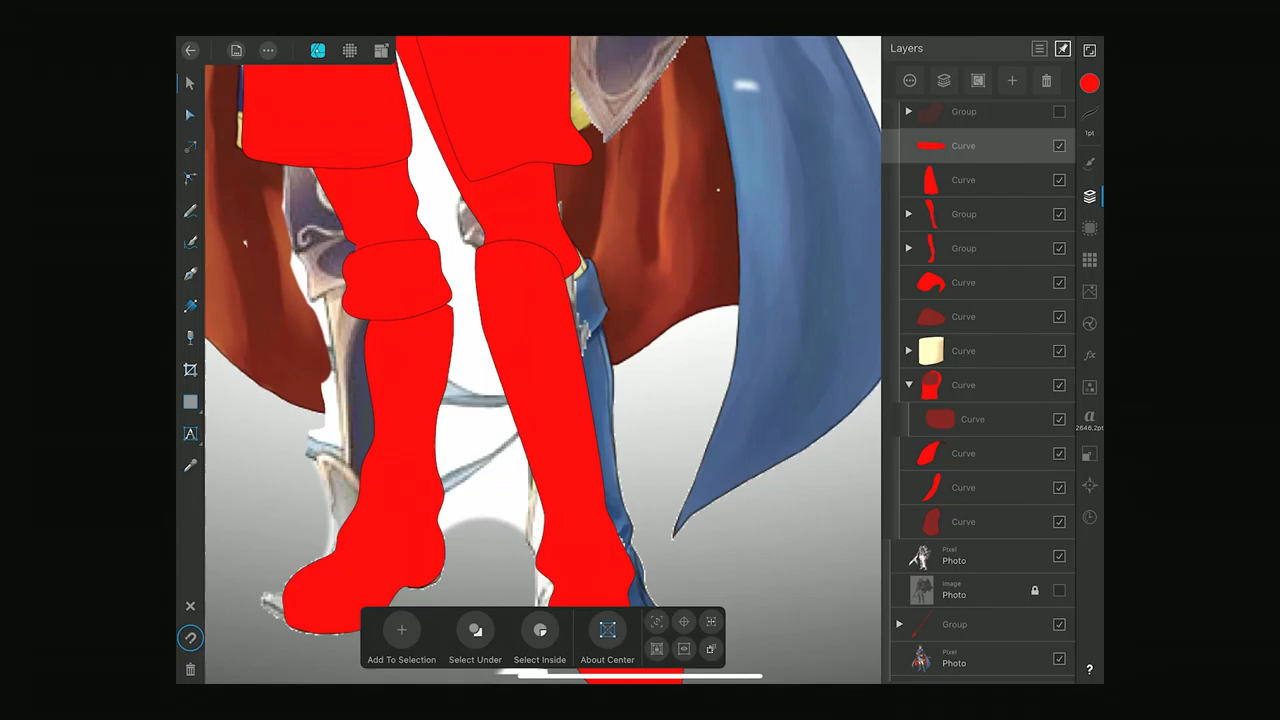 Layers
1pt
Group
Curve
Curve
Group
Group
Curve
Curve
Curve
Curve
Curve
a
2646.2pt
Curve
Curve
Curve
Pixel
Photo
Image
Photo
Group
Pixel
Photo
Add To Selection
Select Under
Select Inside
About Center
fx
A
?